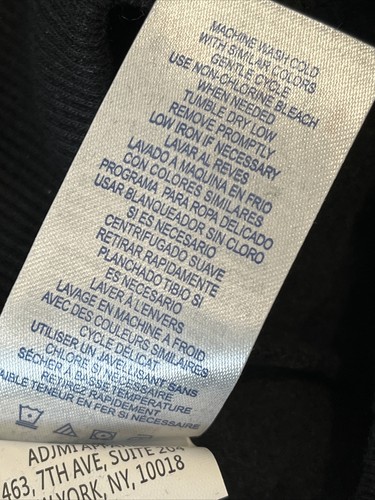 MACHINE WASH COLD
WITH SIMILAR COLORS
GENTLE CYCLE
USE NON-CHLORINE BLEACH
WHEN NEEDED
TUMBLE DRY LOW
REMOVE PROMPTLY
LOW IRON IF NECESSARY
LAVAR AL REVES
LAVADO A MAQUINA EN FRIO
CON COLORES SIMILARES
PROGRAMA PARA ROPA DELICADO
USAR BLANQUEADOR SIN CLORO
SI ES NECESARIO
CENTRIFUGADO SUAVE
RETIRAR RAPIDAMENTE
PLANCHADO TIBIO SI
ES NECESARIO
LAVER A L'ENVERS
LAVAGE EN MACHINE A FROID
AVEC DES COULEURS SIMILAIRES
CYCLE DÉLICAT
UTILISER UN JAVELLISANT SANS
CHLORE SI NÉCESSAIRE
SÉCHER À BASSE TEMPÉRATURE
RETIREZ RAPIDEMENT
AIBLE TENEUR EN FER SI NÉCESSAIRE
ADJMI SUITE
463, 7TH AVE,
YORK, NY, 10018